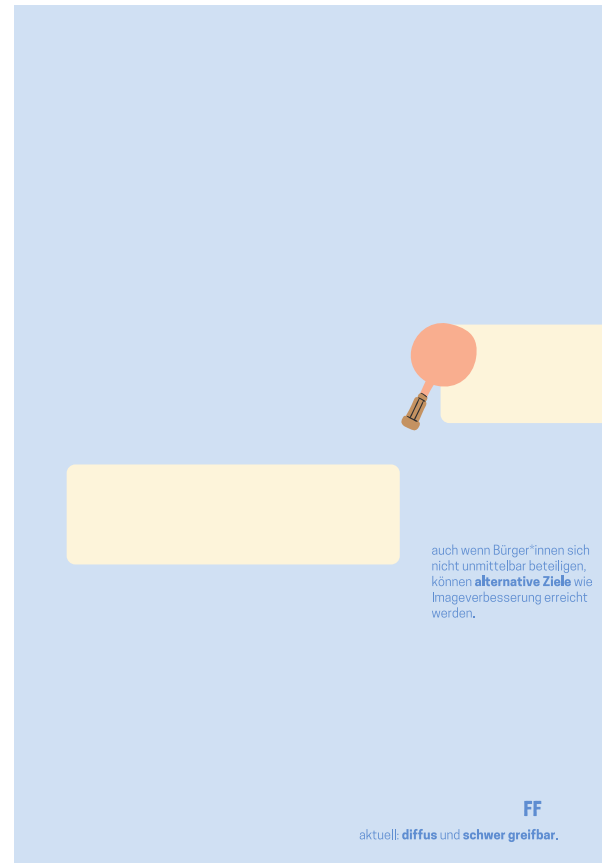 auch wenn Bürger*innen sich
nicht unmittelbar beteiligen,
können alternative Ziele wie
Imageverbesserung erreicht
werden.
FF
aktuell: diffus und schwer greifbar.